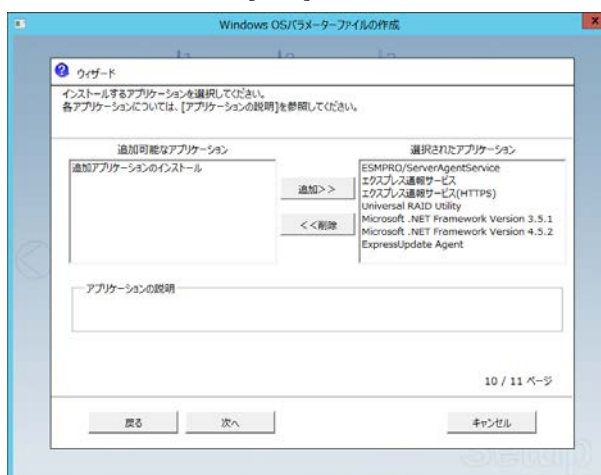 Windows OSパラメーターファイルの作成
x
ウィザード
インストールするアプリケーションを選択してください。
各アプリケーションについては、[アプリケーションの説明]を参照してください。
追加可能なアプリケーション
選択されたアプリケーション
追加アプリケーションのインストール
追加>>
<<削除
ESMPRO/ServerAgentService
エクスプレス通報サービス
エクスプレス通報サービス(HTTPS)
Universal RAID Utility
Microsoft .NET Framework Version 3.5.1
Microsoft .NET Framework Version 4.5.2
ExpressUpdate Agent
アプリケーションの説明
10 / 11 ページ
戻る
次へ
キャンセル
Setup